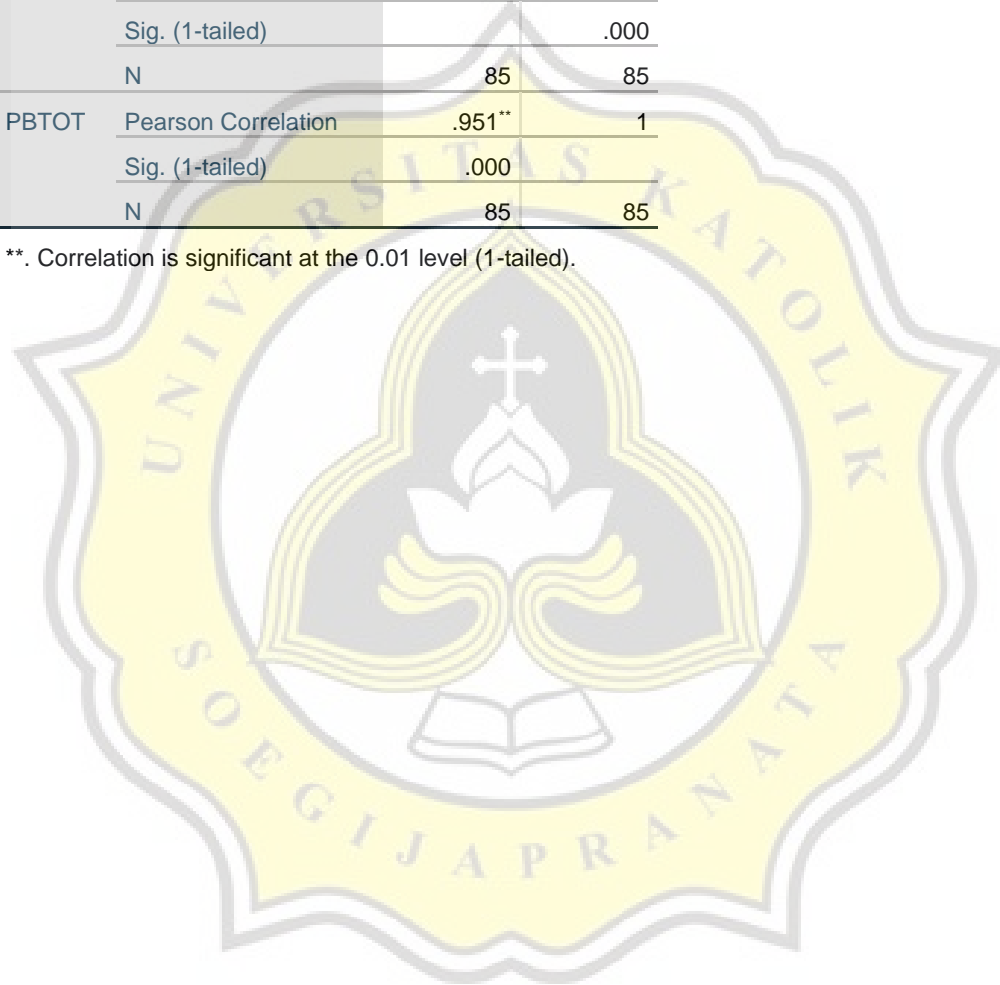 Sig. (1-tailed) .000
N 85 85
PBTOT Pearson Correlation .951** 1
Sig. (1-tailed) .000
N 85 85
**. Correlation is significant at the 0.01 level (1-tailed).
UNIVERSITAS KATOLIK
SOEGIJAPRANATA